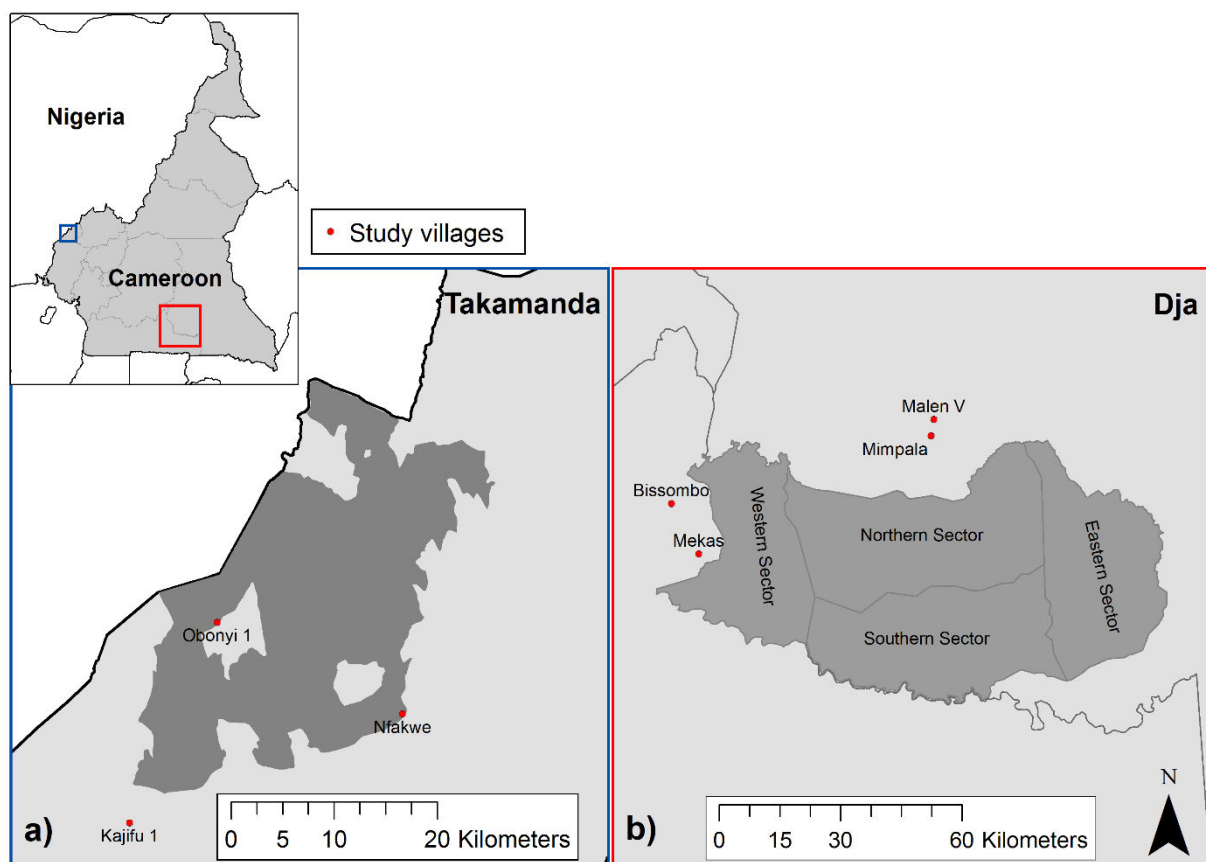 Nigeria
Cameroon
Study villages
Takamanda
Obonyi 1
Nfakwe
Kajifu 1
a)
0 5 10 20 Kilometers
Dja
Malen V
Mimpala
Bissombo
Mekas
Western Sector
Northern Sector
Eastern Sector
Southern Sector
N
b)
0 15 30 60 Kilometers